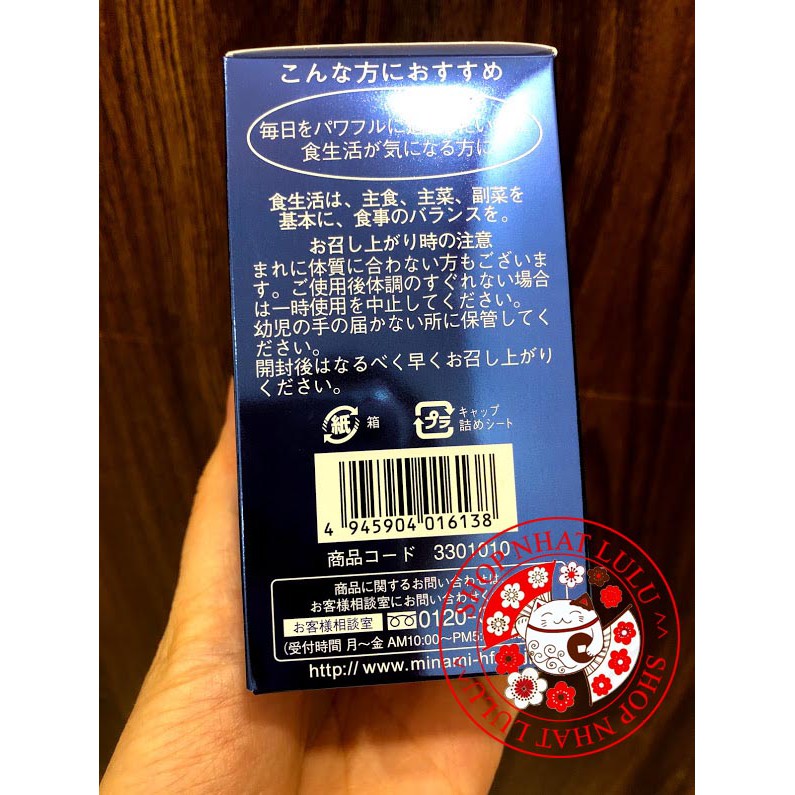 こんな方におすすめ
毎日をパワフルに
食生活が気になる方に
食生活は、主食、主菜、副菜を
基本に、食事のバランスを。
お召し上がり時の注意
まれに体質に合わない方もございま
す。ご使用後体調のすぐれない場合
は一時使用を中止してください。
幼児の手の届かない所に保管してく
ださい。
開封後はなるべく早くお召し上がり
ください。
紙 箱
プラ キャップ
詰めシート
4 945904 016138
商品コード 3301010
商品に関するお問い合わせは
お客様相談室にお問い合わせく
お客様相談室 0120-
(受付時間 月〜金 AM10:00〜PM5
http://www.minami-hf
SHOP NHAT LULU ^^ SHOP NHAT LULU ^^